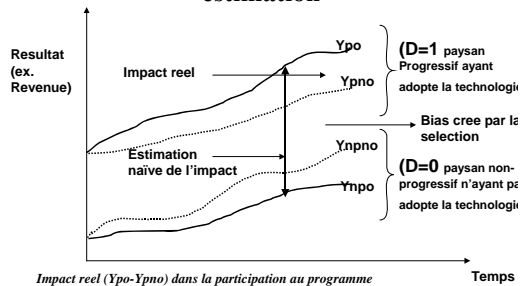 Resultat
(ex.
Revenue)
Impact reel
Estimation
naïve de l'impact
Ypo
Ypno
Ynpno
Ynpo
(D=1 paysan
Progressif ayant
adopte la technologie
Bias cree par la
selection
(D=0 paysan non-
progressif n'ayant pa
adopte la technologie
Impact reel (Ypo-Ypno) dans la participation au programme
Temps